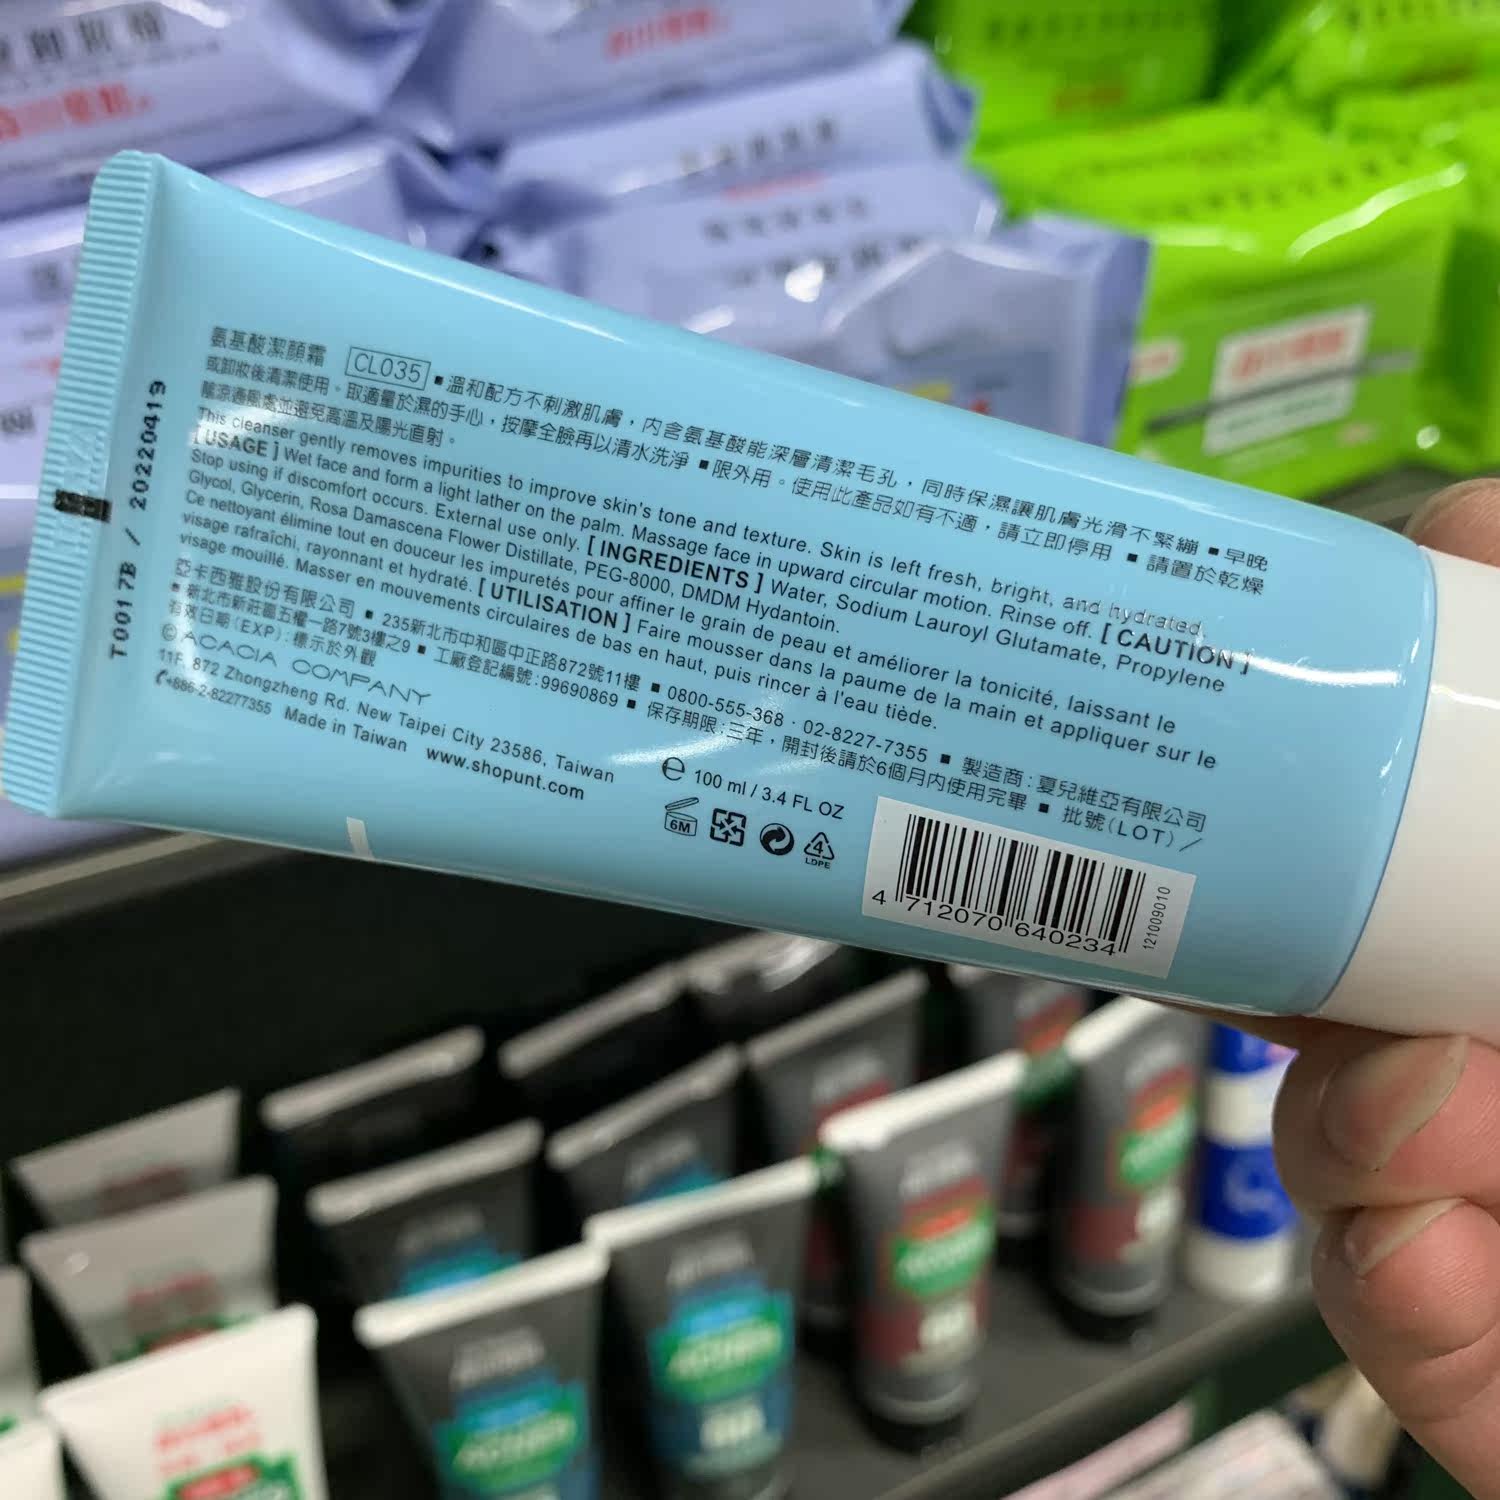 氨基酸潔顏霜 CL035 ▪溫和配方不刺激肌膚，內含氨基酸能深層清潔毛孔，同時保濕讓肌膚光滑不緊繃 ▪早晚
或卸妝後清潔使用。取適量於濕的手心，按摩全臉再以清水洗淨 ▪限外用。使用此產品如有不適，請立即停用 ▪請置於乾燥
陰涼通風處並避免高溫及陽光直射。
This cleanser gently removes impurities to improve skin's tone and texture. Skin is left fresh, bright, and hydrated.
[USAGE] Wet face and form a light lather on the palm. Massage face in upward circular motion. Rinse off. [CAUTION]
Stop using if discomfort occurs. External use only. [INGREDIENTS] Water, Sodium Lauroyl Glutamate, Propylene
Glycol, Glycerin, Rosa Damascena Flower Distillate, PEG-8000, DMDM Hydantoin.
Ce nettoyant élimine tout en douceur les impuretés pour affiner le grain de peau et améliorer la tonicité, laissant le
visage rafraîchi, rayonnant et hydraté. [UTILISATION] Faire mousser dans la paume de la main et appliquer sur le
visage mouillé. Masser en mouvements circulaires de bas en haut, puis rincer à l'eau tiède.
亞卡西雅股份有限公司 ▪ 235新北市中和區中正路872號11樓 ▪ 0800-555-368 · 02-8227-7355 ▪ 製造商:夏兒維亞有限公司
▪新北市新莊區五權一路7號3樓之9 ▪ 工廠登記編號:99690869 ▪ 保存期限:三年，開封後請於6個月內使用完畢 ▪ 批號(LOT)／
有效日期(EXP):標示於外觀
©ACACIA COMPANY
11F, 872 Zhongzheng Rd. New Taipei City 23586, Taiwan
+886-2-82277355 Made in Taiwan www.shopunt.com
℮ 100 ml / 3.4 FL OZ
6M
4
LDPE
4 712070 640234
121009010
T0017B / 20220419